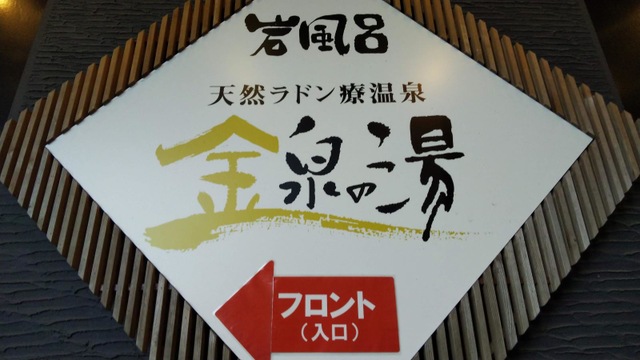 岩風呂
天然ラドン療温泉
金泉の湯
フロント
(入口)